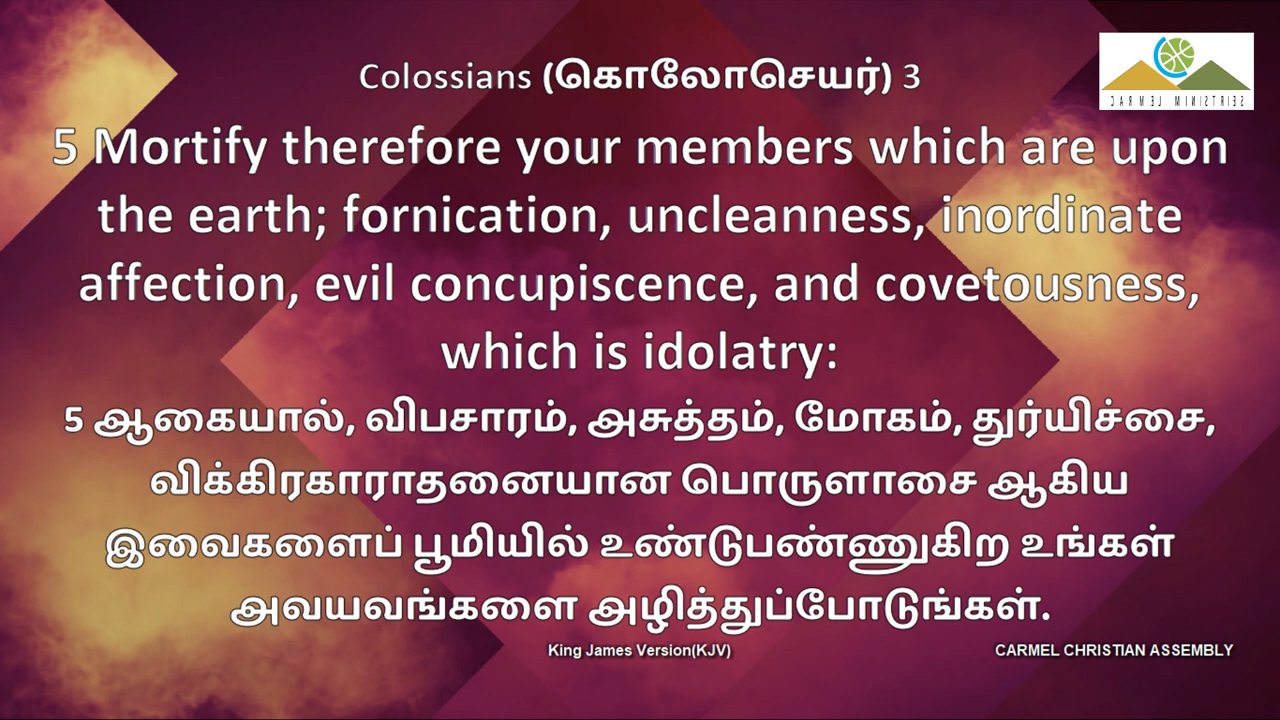 Colossians (கொலோசெயர்) 3
5 Mortify therefore your members which are upon
the earth; fornication, uncleanness, inordinate
affection, evil concupiscence, and covetousness,
which is idolatry:
5 ஆகையால், விபசாரம், அசுத்தம், மோகம், துர்யிச்சை,
விக்கிரகாராதனையான பொருளாசை ஆகிய
இவைகளைப் பூமியில் உண்டுபண்ணுகிற உங்கள்
அவயவங்களை அழித்துப்போடுங்கள்.
King James Version(KJV)
CARMEL CHRISTIAN ASSEMBLY